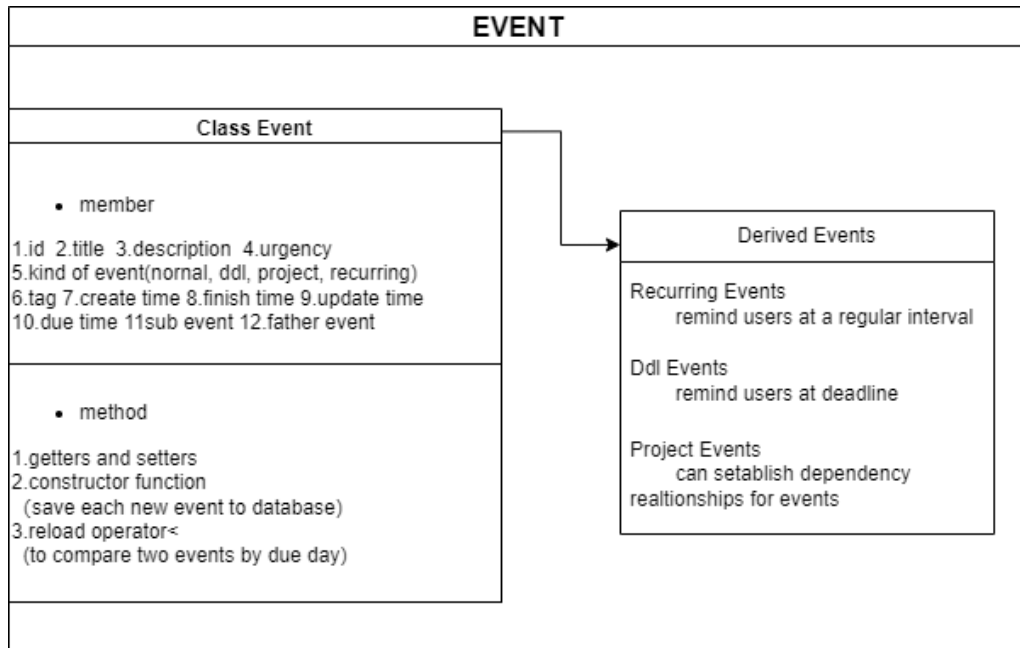 EVENT
Class Event
• member
1.id 2.title 3.description 4.urgency
5.kind of event(nornal, ddl, project, recurring)
6.tag 7.create time 8.finish time 9.update time
10.due time 11sub event 12.father event
• method
1.getters and setters
2.constructor function
(save each new event to database)
3.reload operator<
(to compare two events by due day)
Derived Events
Recurring Events
remind users at a regular interval
Ddl Events
remind users at deadline
Project Events
can setablish dependency
realtionships for events